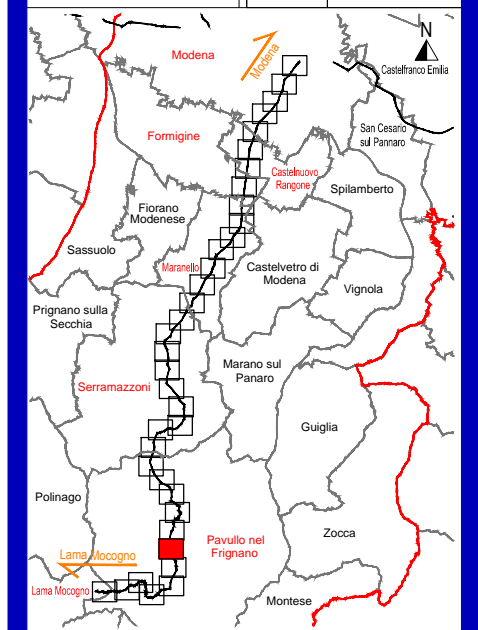 N
Modena
Modena
Castelfranco Emilia
San Cesario
sul Pannaro
Formigine
Castelnuovo
Rangone
Spilamberto
Fiorano
Modenese
Sassuolo
Maranello
Castelvetro di
Modena
Vignola
Prignano sulla
Secchia
Marano sul
Panaro
Serramazzoni
Guiglia
Polinago
Pavullo nel
Frignano
Zocca
Lama Mocogno
Lama Mocogno
Montese